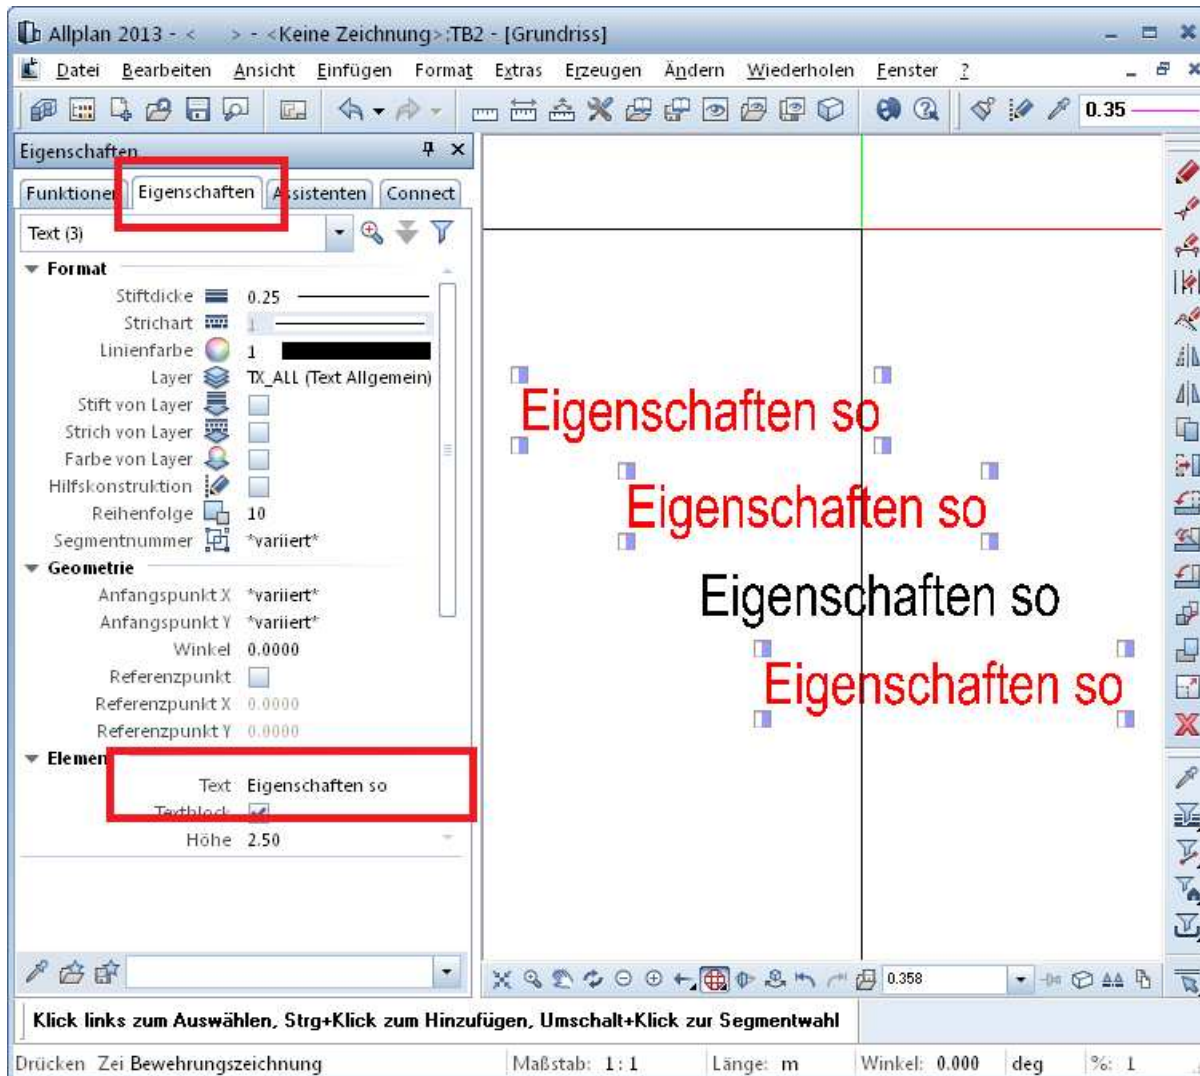 Allplan 2013 - <    > - <Keine Zeichnung>:TB2 - [Grundriss]
Datei Bearbeiten Ansicht Einfügen Format Extras Erzeugen Ändern Wiederholen Fenster ?
0.35
Eigenschaften
Funktionen Eigenschaften Assistenten Connect
Text (3)
Format
Stiftdicke 0.25
Strichart 1
Linienfarbe 1
Layer TX_ALL (Text Allgemein)
Stift von Layer
Strich von Layer
Farbe von Layer
Hilfskonstruktion
Reihenfolge 10
Segmentnummer *variiert*
Geometrie
Anfangspunkt X *variiert*
Anfangspunkt Y *variiert*
Winkel 0.0000
Referenzpunkt
Referenzpunkt X 0.0000
Referenzpunkt Y 0.0000
Elemen
Text Eigenschaften so
Textblock
Höhe 2.50
Eigenschaften so
Eigenschaften so
Eigenschaften so
Eigenschaften so
0.358
Klick links zum Auswählen, Strg+Klick zum Hinzufügen, Umschalt+Klick zur Segmentwahl
Drücken Zei Bewehrungszeichnung Maßstab: 1:1 Länge: m Winkel: 0.000 deg %: 1